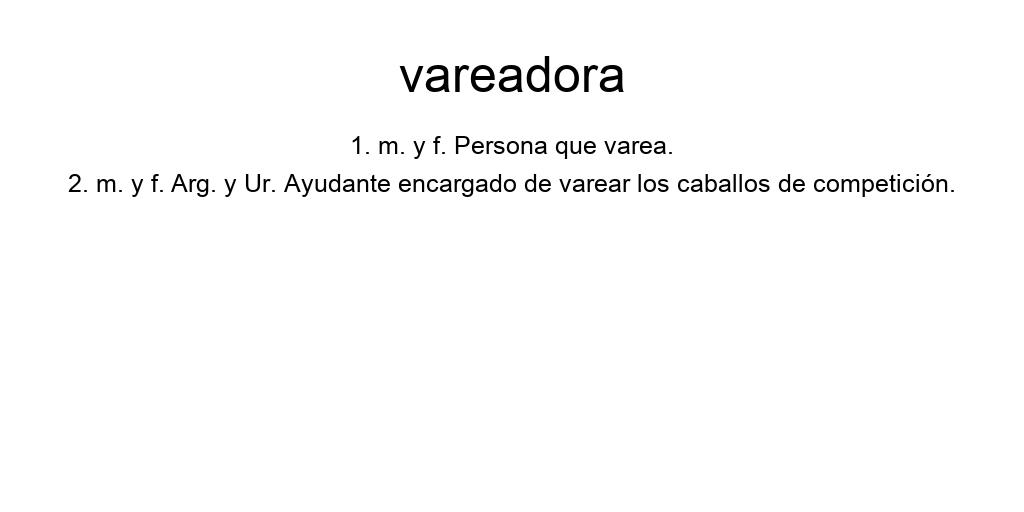 vareadora
1. m. y f. Persona que varea.
2. m. y f. Arg. y Ur. Ayudante encargado de varear los caballos de competición.